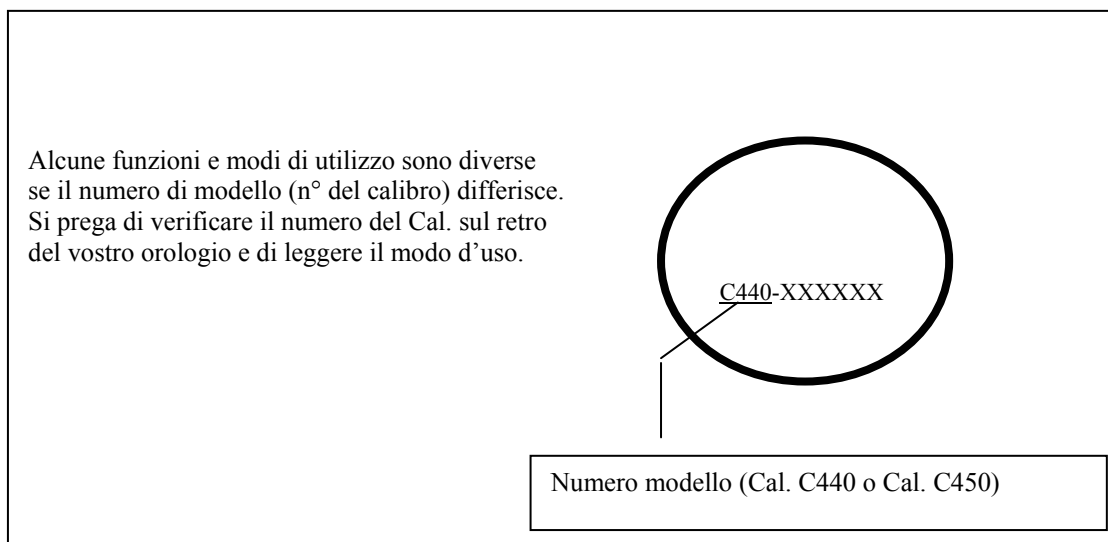 Alcune funzioni e modi di utilizzo sono diverse
se il numero di modello (n° del calibro) differisce.
Si prega di verificare il numero del Cal. sul retro
del vostro orologio e di leggere il modo d’uso.
C440-XXXXXX
Numero modello (Cal. C440 o Cal. C450)